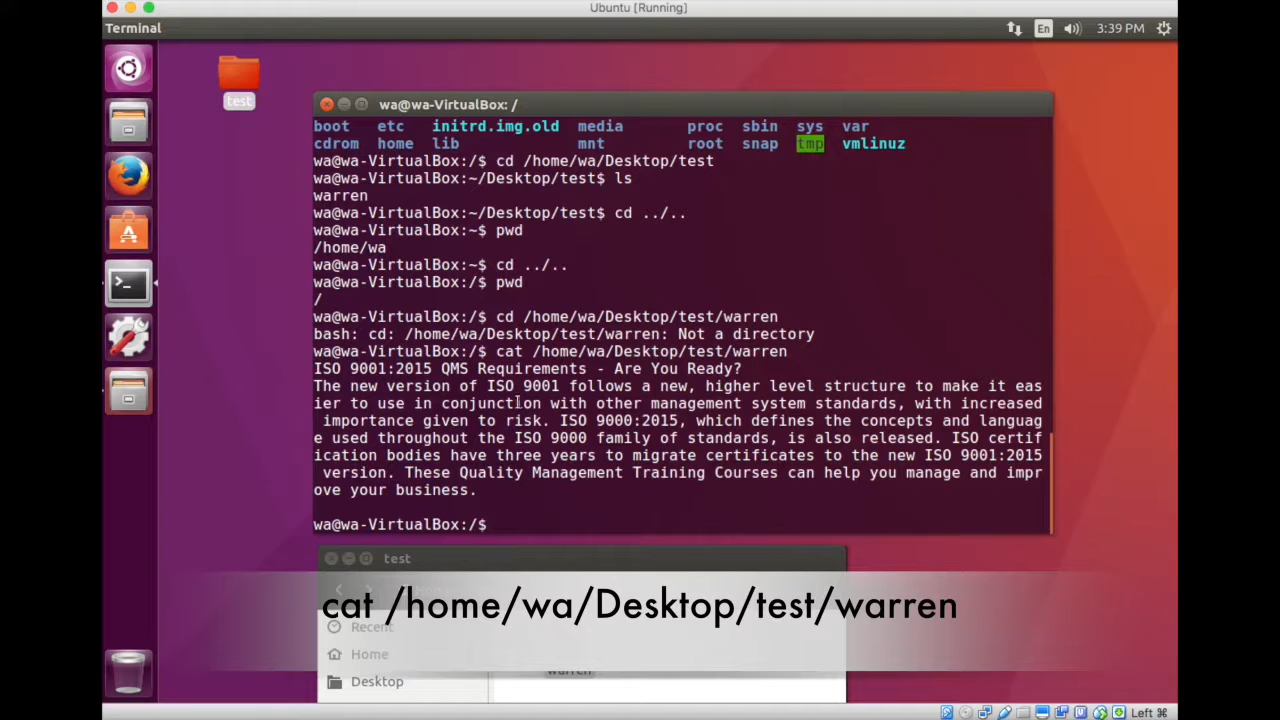 Ubuntu [Running]
Terminal
En
3:39 PM
test
wa@wa-VirtualBox: /
boot etc initrd.img.old media proc sbin sys var
cdrom home lib mnt root snap tmp vmlinuz
wa@wa-VirtualBox:/$ cd /home/wa/Desktop/test
wa@wa-VirtualBox:~/Desktop/test$ ls
warren
wa@wa-VirtualBox:~/Desktop/test$ cd ../..
wa@wa-VirtualBox:~$ pwd
/home/wa
wa@wa-VirtualBox:~$ cd ../..
wa@wa-VirtualBox:~$ pwd
/
wa@wa-VirtualBox:/$ cd /home/wa/Desktop/test/warren
bash: cd: /home/wa/Desktop/test/warren: Not a directory
wa@wa-VirtualBox:/$ cat /home/wa/Desktop/test/warren
ISO 9001:2015 QMS Requirements - Are You Ready?
The new version of ISO 9001 follows a new, higher level structure to make it eas
ier to use in conjunction with other management system standards, with increased
importance given to risk. ISO 9000:2015, which defines the concepts and languag
e used throughout the ISO 9000 family of standards, is also released. ISO certif
ication bodies have three years to migrate certificates to the new ISO 9001:2015
version. These Quality Management Training Courses can help you manage and impr
ove your business.
wa@wa-VirtualBox:/$
test
cat /home/wa/Desktop/test/warren
Recent
Home
warren
Desktop
Left ⌘